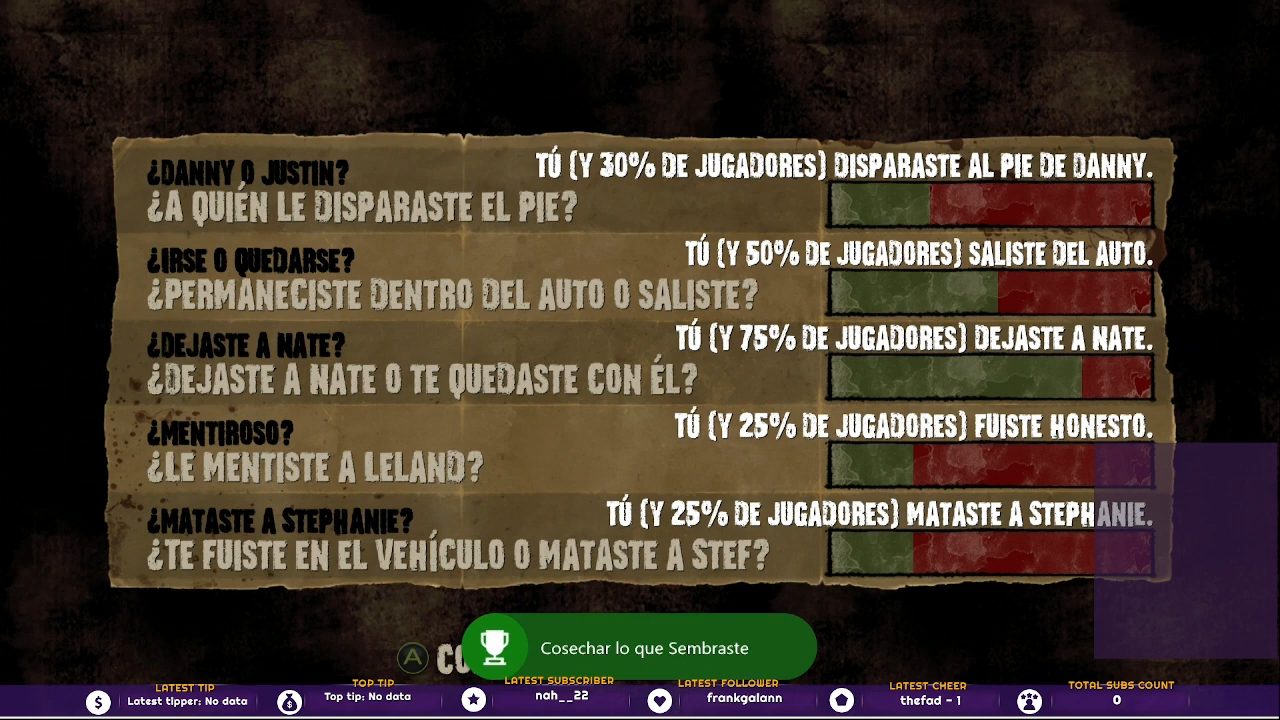 ¿DANNY O JUSTIN?
TÚ (Y 30% DE JUGADORES) DISPARASTE AL PIE DE DANNY.
¿A QUIÉN LE DISPARASTE EL PIE?
¿IRSE O QUEDARSE?
TÚ (Y 50% DE JUGADORES) SALISTE DEL AUTO.
¿PERMANECISTE DENTRO DEL AUTO O SALISTE?
¿DEJASTE A NATE?
TÚ (Y 75% DE JUGADORES) DEJASTE A NATE.
¿DEJASTE A NATE O TE QUEDASTE CON ÉL?
¿MENTIROSO?
TÚ (Y 25% DE JUGADORES) FUISTE HONESTO.
¿LE MENTISTE A LELAND?
¿MATASTE A STEPHANIE?
TÚ (Y 25% DE JUGADORES) MATASTE A STEPHANIE.
¿TE FUISTE EN EL VEHÍCULO O MATASTE A STEF?
A
Cosechar lo que Sembraste
LATEST TIP
Latest tipper: No data
TOP TIP
Top tip: No data
LATEST SUBSCRIBER
nah__22
LATEST FOLLOWER
frankgalann
LATEST CHEER
thefad - 1
TOTAL SUBS COUNT
0